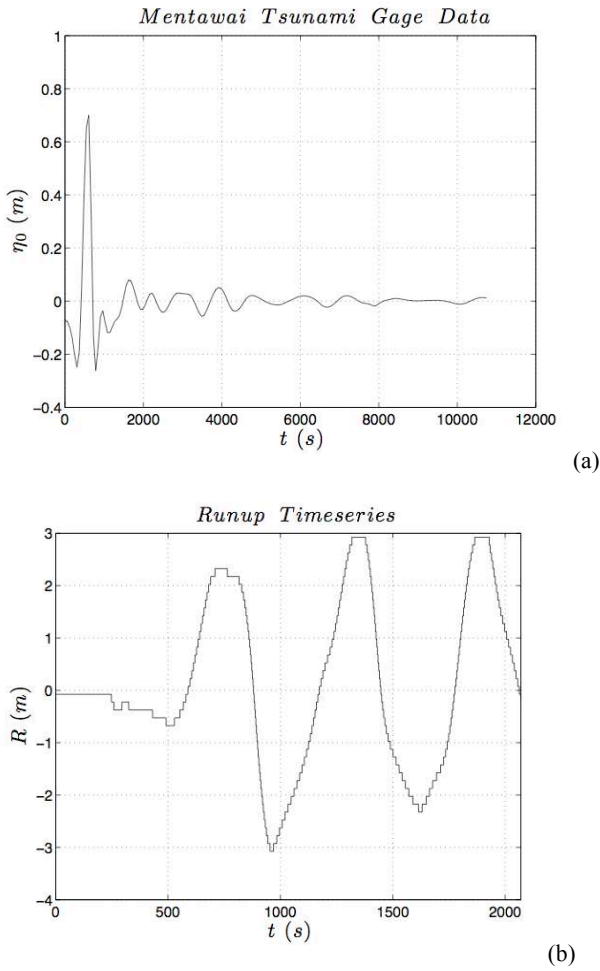 Mentawai Tsunami Gage Data
1
0.8
0.6
0.4
0.2
0
−0.2
−0.4
η₀ (m)
0 2000 4000 6000 8000 10000 12000
t (s)
(a)
Runup Timeseries
3
2
1
0
−1
−2
−3
−4
R (m)
0 500 1000 1500 2000
t (s)
(b)